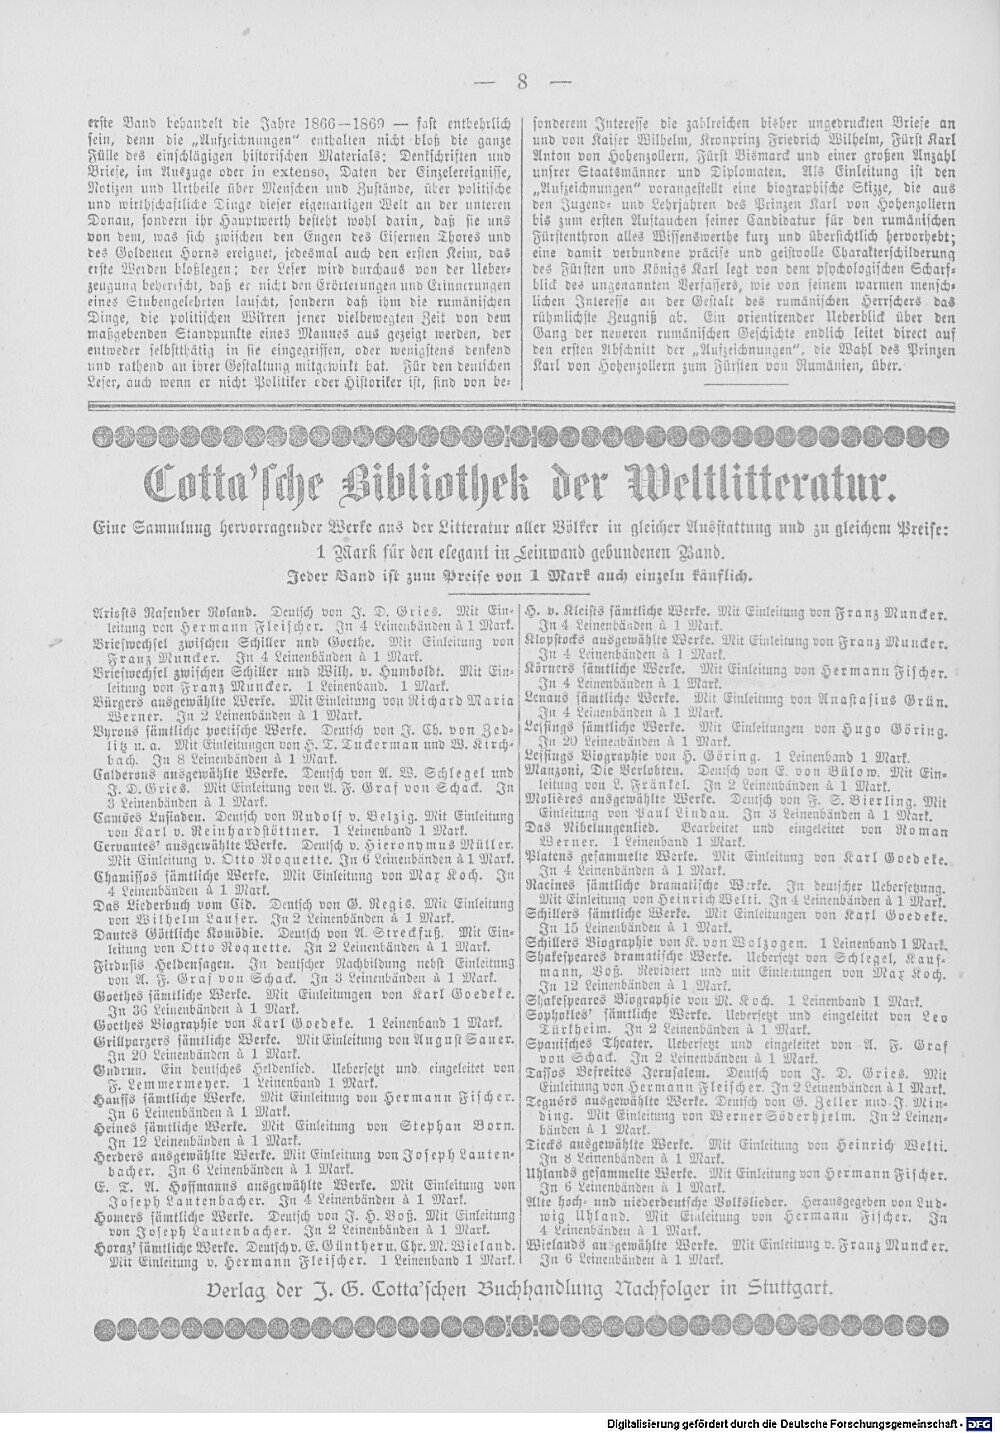 — 8 —
erste Band behandelt die Jahre 1866—1869 — fast entbehrlich
sein, denn die „Aufzeichnungen“ enthalten nicht bloß die ganze
Fülle des einschlägigen historischen Materials: Denkschriften und
Briefe, im Auszuge oder in extenso, Daten der Einzelereignisse,
Notizen und Urtheile über Menschen und Zustände, über politische
und wirthschaftliche Dinge dieser eigenartigen Welt an der unteren
Donau, sondern ihr Hauptwerth besteht wohl darin, daß sie uns
von dem, was sich zwischen den Engen des Eisernen Thores und
des Goldenen Horns ereignet, jedesmal auch den ersten Keim, das
erste Werden bloßlegen; der Leser wird durchaus von der Ueber-
zeugung beherrscht, daß er nicht den Erörterungen und Erinnerungen
eines Stubengelehrten lauscht, sondern daß ihm die rumänischen
Dinge, die politischen Wirren jener vielbewegten Zeit von dem
maßgebenden Standpunkte eines Mannes aus gezeigt werden, der
entweder selbstthätig in sie eingegriffen, oder wenigstens denkend
und rathend an ihrer Gestaltung mitgewirkt hat. Für den deutschen
Leser, auch wenn er nicht Politiker oder Historiker ist, sind von be-
sonderem Interesse die zahlreichen bisher ungedruckten Briefe an
und von Kaiser Wilhelm, Kronprinz Friedrich Wilhelm, Fürst Karl
Anton von Hohenzollern, Fürst Bismarck und einer großen Anzahl
unsrer Staatsmänner und Diplomaten. Als Einleitung ist den
„Aufzeichnungen“ vorangestellt eine biographische Skizze, die aus
den Jugend- und Lehrjahren des Prinzen Karl von Hohenzollern
bis zum ersten Auftauchen seiner Candidatur für den rumänischen
Fürstenthron alles Wissenswerthe kurz und übersichtlich hervorhebt;
eine damit verbundene präcise und geistvolle Charakterschilderung
des Fürsten und Königs Karl legt von dem psychologischen Scharf-
blick des ungenannten Verfassers, wie von seinem warmen mensch-
lichen Interesse an der Gestalt des rumänischen Herrschers das
rühmlichste Zeugniß ab. Ein orientirender Ueberblick über den
Gang der neueren rumänischen Geschichte endlich leitet direct auf
den ersten Abschnitt der „Aufzeichnungen“, die Wahl des Prinzen
Karl von Hohenzollern zum Fürsten von Rumänien, über.
Cotta'sche Bibliothek der Weltlitteratur.
Eine Sammlung hervorragender Werke aus der Litteratur aller Völker in gleicher Ausstattung und zu gleichem Preise:
1 Mark für den elegant in Leinwand gebundenen Band.
Jeder Band ist zum Preise von 1 Mark auch einzeln käuflich.
Ariosts Rasender Roland. Deutsch von J. D. Gries. Mit Ein-
leitung von Hermann Fleischer. In 4 Leinenbänden à 1 Mark.
Briefwechsel zwischen Schiller und Goethe. Mit Einleitung von
Franz Muncker. In 4 Leinenbänden à 1 Mark.
Briefwechsel zwischen Schiller und Wilh. v. Humboldt. Mit Ein-
leitung von Franz Muncker. 1 Leinenband. 1 Mark.
Bürgers ausgewählte Werke. Mit Einleitung von Richard Maria
Werner. In 2 Leinenbänden à 1 Mark.
Byrons sämtliche poetische Werke. Deutsch von J. Ch. von Zed-
litz u. a. Mit Einleitungen von H. T. Tuckerman und W. Kirch-
bach. In 8 Leinenbänden à 1 Mark.
Calderons ausgewählte Werke. Deutsch von A. W. Schlegel und
J. D. Gries. Mit Einleitung von A. F. Graf von Schack. In
3 Leinenbänden à 1 Mark.
Camões Lusiaden. Deutsch von Rudolf v. Belzig. Mit Einleitung
von Karl v. Reinhardstöttner. 1 Leinenband 1 Mark.
Cervantes' ausgewählte Werke. Deutsch v. Hieronymus Müller.
Mit Einleitung v. Otto Roquette. In 6 Leinenbänden à 1 Mark.
Chamissos sämtliche Werke. Mit Einleitung von Max Koch. In
4 Leinenbänden à 1 Mark.
Das Liederbuch vom Cid. Deutsch von G. Regis. Mit Einleitung
von Wilhelm Lauser. In 2 Leinenbänden à 1 Mark.
Dantes Göttliche Komödie. Deutsch von A. Streckfuß. Mit Ein-
leitung von Otto Roquette. In 2 Leinenbänden à 1 Mark.
Firdusis Heldensagen. In deutscher Nachbildung nebst Einleitung
von A. F. Graf von Schack. In 3 Leinenbänden à 1 Mark.
Goethes sämtliche Werke. Mit Einleitungen von Karl Goedeke.
In 36 Leinenbänden à 1 Mark.
Goethes Biographie von Karl Goedeke. 1 Leinenband 1 Mark.
Grillparzers sämtliche Werke. Mit Einleitung von August Sauer.
In 20 Leinenbänden à 1 Mark.
Gudrun. Ein deutsches Heldenlied. Uebersetzt und eingeleitet von
F. Lemmermeyer. 1 Leinenband 1 Mark.
Hauffs sämtliche Werke. Mit Einleitung von Hermann Fischer.
In 6 Leinenbänden à 1 Mark.
Heines sämtliche Werke. Mit Einleitung von Stephan Born.
In 12 Leinenbänden à 1 Mark.
Herders ausgewählte Werke. Mit Einleitung von Joseph Lauten-
bacher. In 6 Leinenbänden à 1 Mark.
E. T. A. Hoffmanns ausgewählte Werke. Mit Einleitung von
Joseph Lautenbacher. In 4 Leinenbänden à 1 Mark.
Homers sämtliche Werke. Deutsch von J. H. Voß. Mit Einleitung
von Joseph Lautenbacher. In 2 Leinenbänden à 1 Mark.
Horaz' sämtliche Werke. Deutsch v. E. Günther u. Chr. M. Wieland.
Mit Einleitung v. Hermann Fleischer. 1 Leinenband 1 Mark.
H. v. Kleists sämtliche Werke. Mit Einleitung von Franz Muncker.
In 4 Leinenbänden à 1 Mark.
Klopstocks ausgewählte Werke. Mit Einleitung von Franz Muncker.
In 4 Leinenbänden à 1 Mark.
Körners sämtliche Werke. Mit Einleitung von Hermann Fischer.
In 4 Leinenbänden à 1 Mark.
Lenaus sämtliche Werke. Mit Einleitung von Anastasius Grün.
In 4 Leinenbänden à 1 Mark.
Lessings sämtliche Werke. Mit Einleitungen von Hugo Göring.
In 20 Leinenbänden à 1 Mark.
Lessings Biographie von H. Göring. 1 Leinenband 1 Mark.
Manzoni, Die Verlobten. Deutsch von E. von Bülow. Mit Ein-
leitung von L. Fränkel. In 2 Leinenbänden à 1 Mark.
Molières ausgewählte Werke. Deutsch von F. S. Bierling. Mit
Einleitung von Paul Lindau. In 3 Leinenbänden à 1 Mark.
Das Nibelungenlied. Bearbeitet und eingeleitet von Roman
Werner. 1 Leinenband 1 Mark.
Platens gesammelte Werke. Mit Einleitung von Karl Goedeke.
In 4 Leinenbänden à 1 Mark.
Racines sämtliche dramatische Werke. In deutscher Uebersetzung.
Mit Einleitung von Heinrich Welti. In 4 Leinenbänden à 1 Mark.
Schillers sämtliche Werke. Mit Einleitungen von Karl Goedeke.
In 15 Leinenbänden à 1 Mark.
Schillers Biographie von K. von Wolzogen. 1 Leinenband 1 Mark.
Shakespeares dramatische Werke. Uebersetzt von Schlegel, Kauf-
mann, Voß. Revidiert und mit Einleitungen von Max Koch.
In 12 Leinenbänden à 1 Mark.
Shakespeares Biographie von M. Koch. 1 Leinenband 1 Mark.
Sophokles' sämtliche Werke. Uebersetzt und eingeleitet von Leo
Türkheim. In 2 Leinenbänden à 1 Mark.
Spanisches Theater. Uebersetzt und eingeleitet von A. F. Graf
von Schack. In 2 Leinenbänden à 1 Mark.
Tassos Befreites Jerusalem. Deutsch von J. D. Gries. Mit
Einleitung von Hermann Fleischer. In 2 Leinenbänden à 1 Mark.
Tegnérs ausgewählte Werke. Deutsch von G. Zeller und J. Min-
ding. Mit Einleitung von Werner Söderhjelm. In 2 Leinen-
bänden à 1 Mark.
Tiecks ausgewählte Werke. Mit Einleitung von Heinrich Welti.
In 8 Leinenbänden à 1 Mark.
Uhlands gesammelte Werke. Mit Einleitung von Hermann Fischer.
In 6 Leinenbänden à 1 Mark.
Alte hoch- und niederdeutsche Volkslieder. Herausgegeben von Lud-
wig Uhland. Mit Einleitung von Hermann Fischer. In
4 Leinenbänden à 1 Mark.
Wielands ausgewählte Werke. Mit Einleitung v. Franz Muncker.
In 6 Leinenbänden à 1 Mark.
Verlag der J. G. Cotta'schen Buchhandlung Nachfolger in Stuttgart.
Digitalisierung gefördert durch die Deutsche Forschungsgemeinschaft - DFG